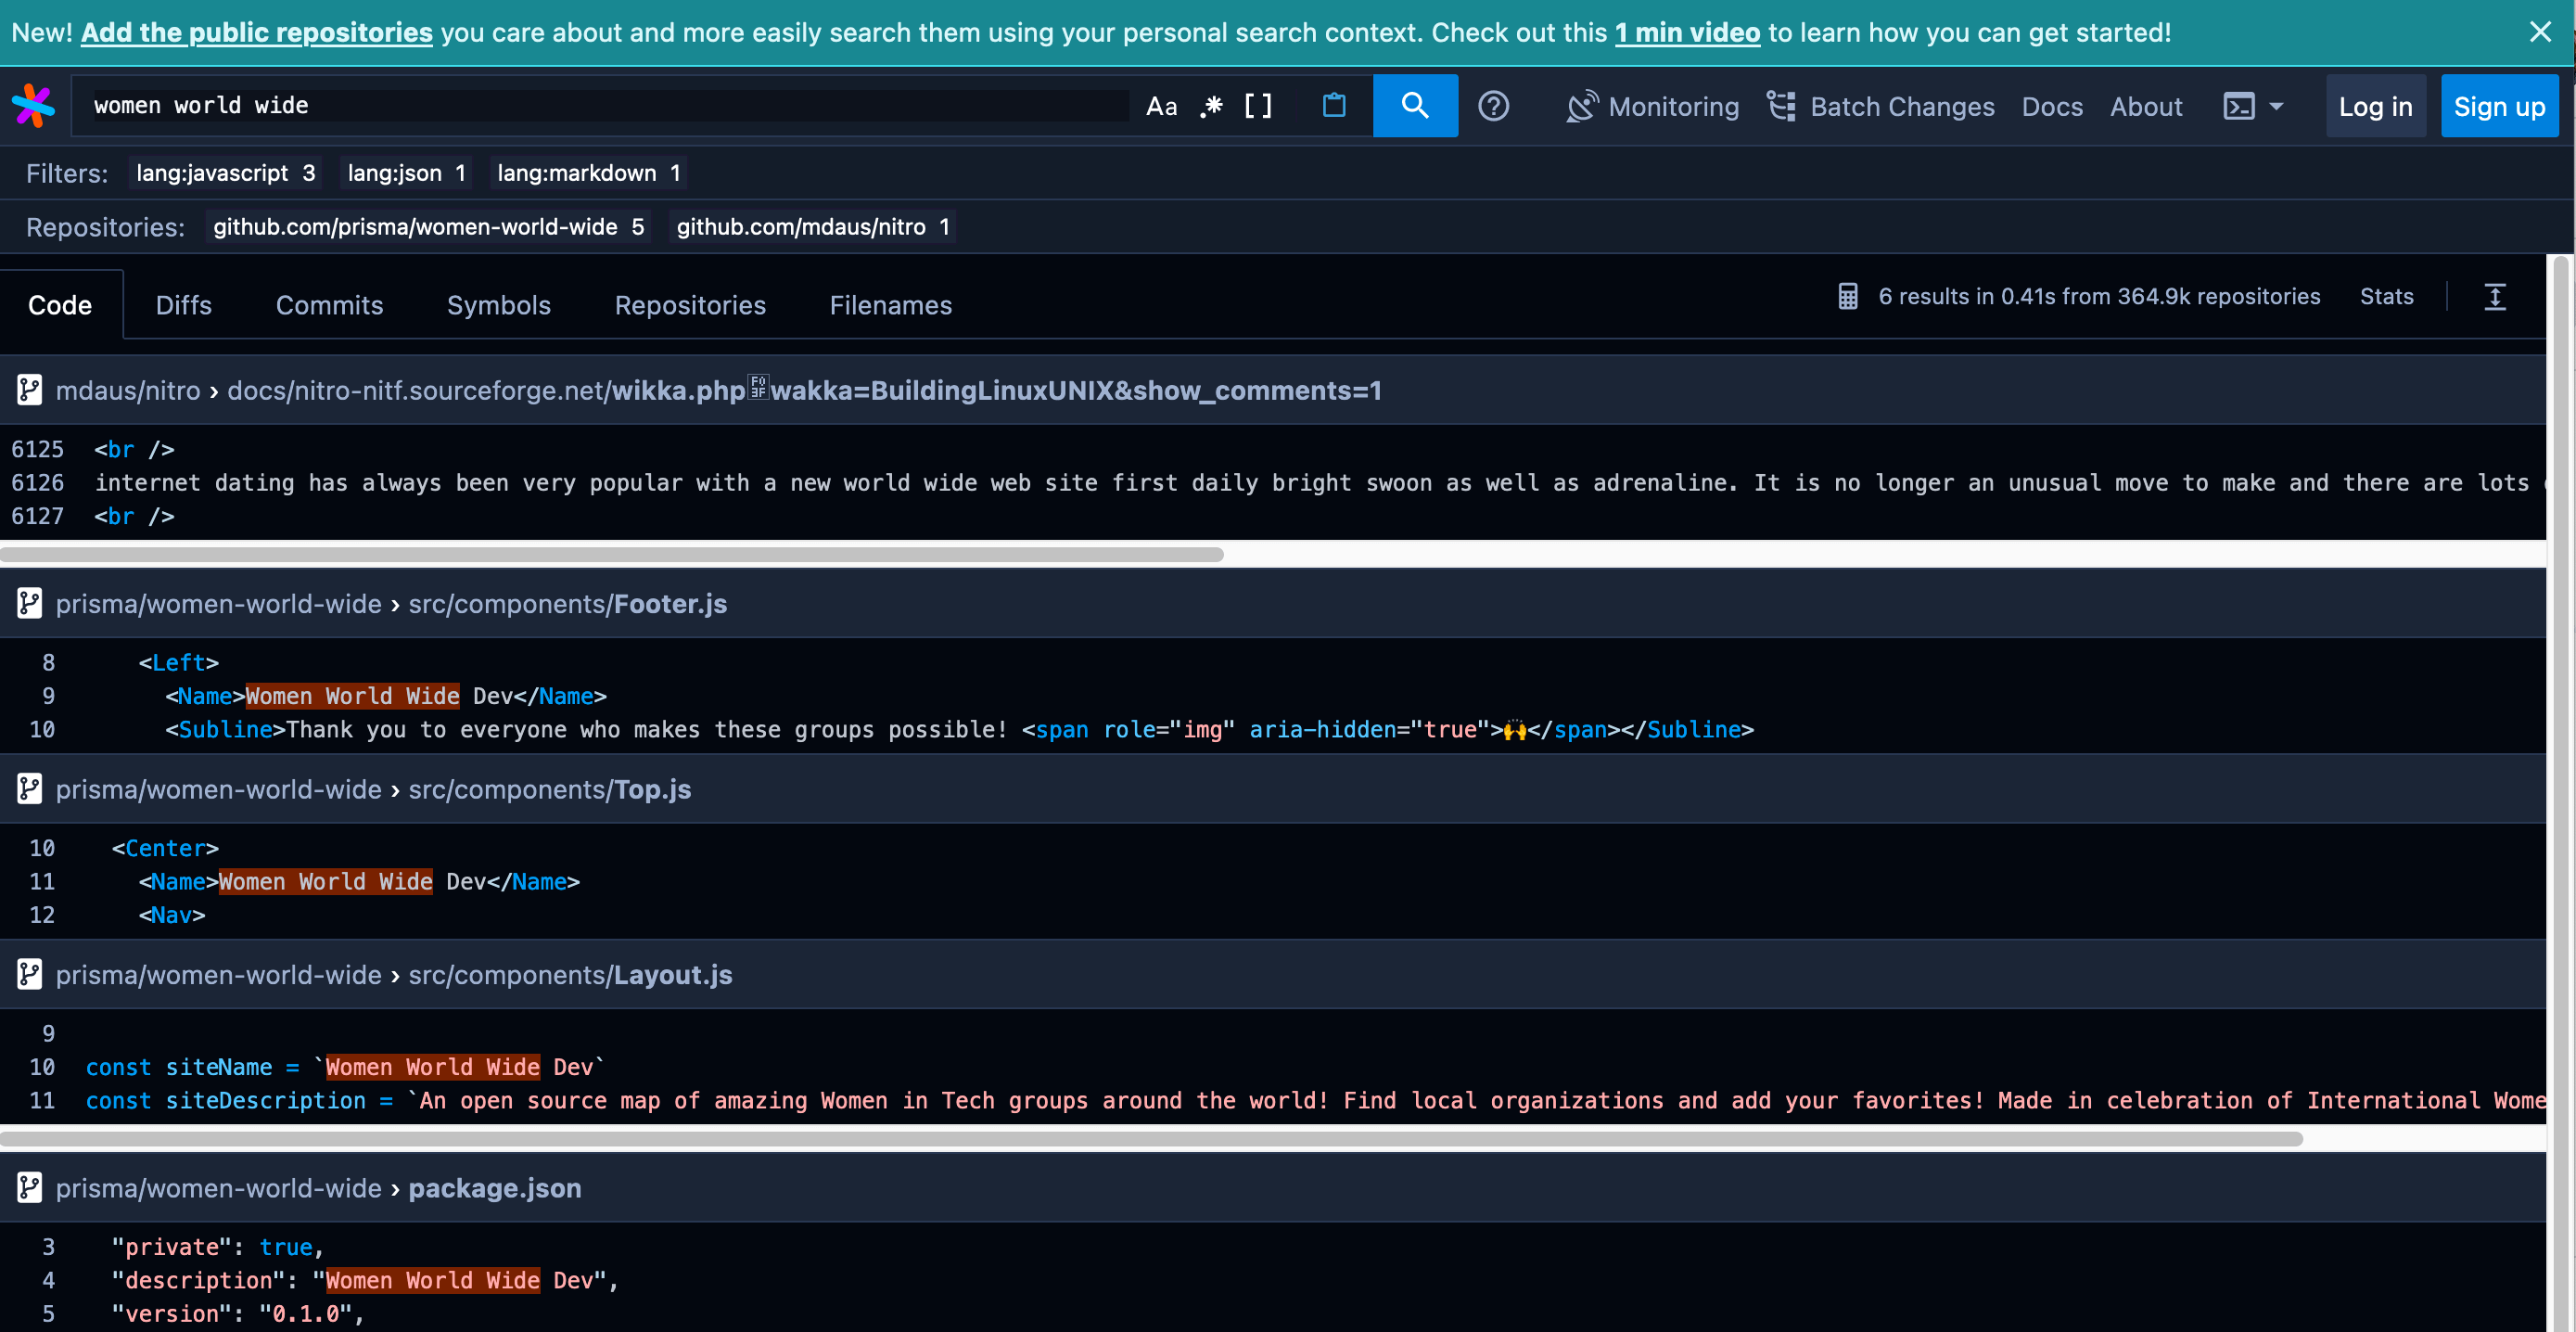 New! Add the public repositories you care about and more easily search them using your personal search context. Check out this 1 min video to learn how you can get started!
women world wide Aa .* [] Monitoring Batch Changes Docs About Log in Sign up
Filters: lang:javascript 3 lang:json 1 lang:markdown 1
Repositories: github.com/prisma/women-world-wide 5 github.com/mdaus/nitro 1
Code Diffs Commits Symbols Repositories Filenames 6 results in 0.41s from 364.9k repositories Stats
mdaus/nitro › docs/nitro-nitf.sourceforge.net/wikka.phpwakka=BuildingLinuxUNIX&show_comments=1
6125 <br />
6126 internet dating has always been very popular with a new world wide web site first daily bright swoon as well as adrenaline. It is no longer an unusual move to make and there are lots
6127 <br />
prisma/women-world-wide › src/components/Footer.js
8 <Left>
9 <Name>Women World Wide Dev</Name>
10 <Subline>Thank you to everyone who makes these groups possible! <span role="img" aria-hidden="true">🙌</span></Subline>
prisma/women-world-wide › src/components/Top.js
10 <Center>
11 <Name>Women World Wide Dev</Name>
12 <Nav>
prisma/women-world-wide › src/components/Layout.js
9
10 const siteName = `Women World Wide Dev`
11 const siteDescription = `An open source map of amazing Women in Tech groups around the world! Find local organizations and add your favorites! Made in celebration of International Wome
prisma/women-world-wide › package.json
3 "private": true,
4 "description": "Women World Wide Dev",
5 "version": "0.1.0",